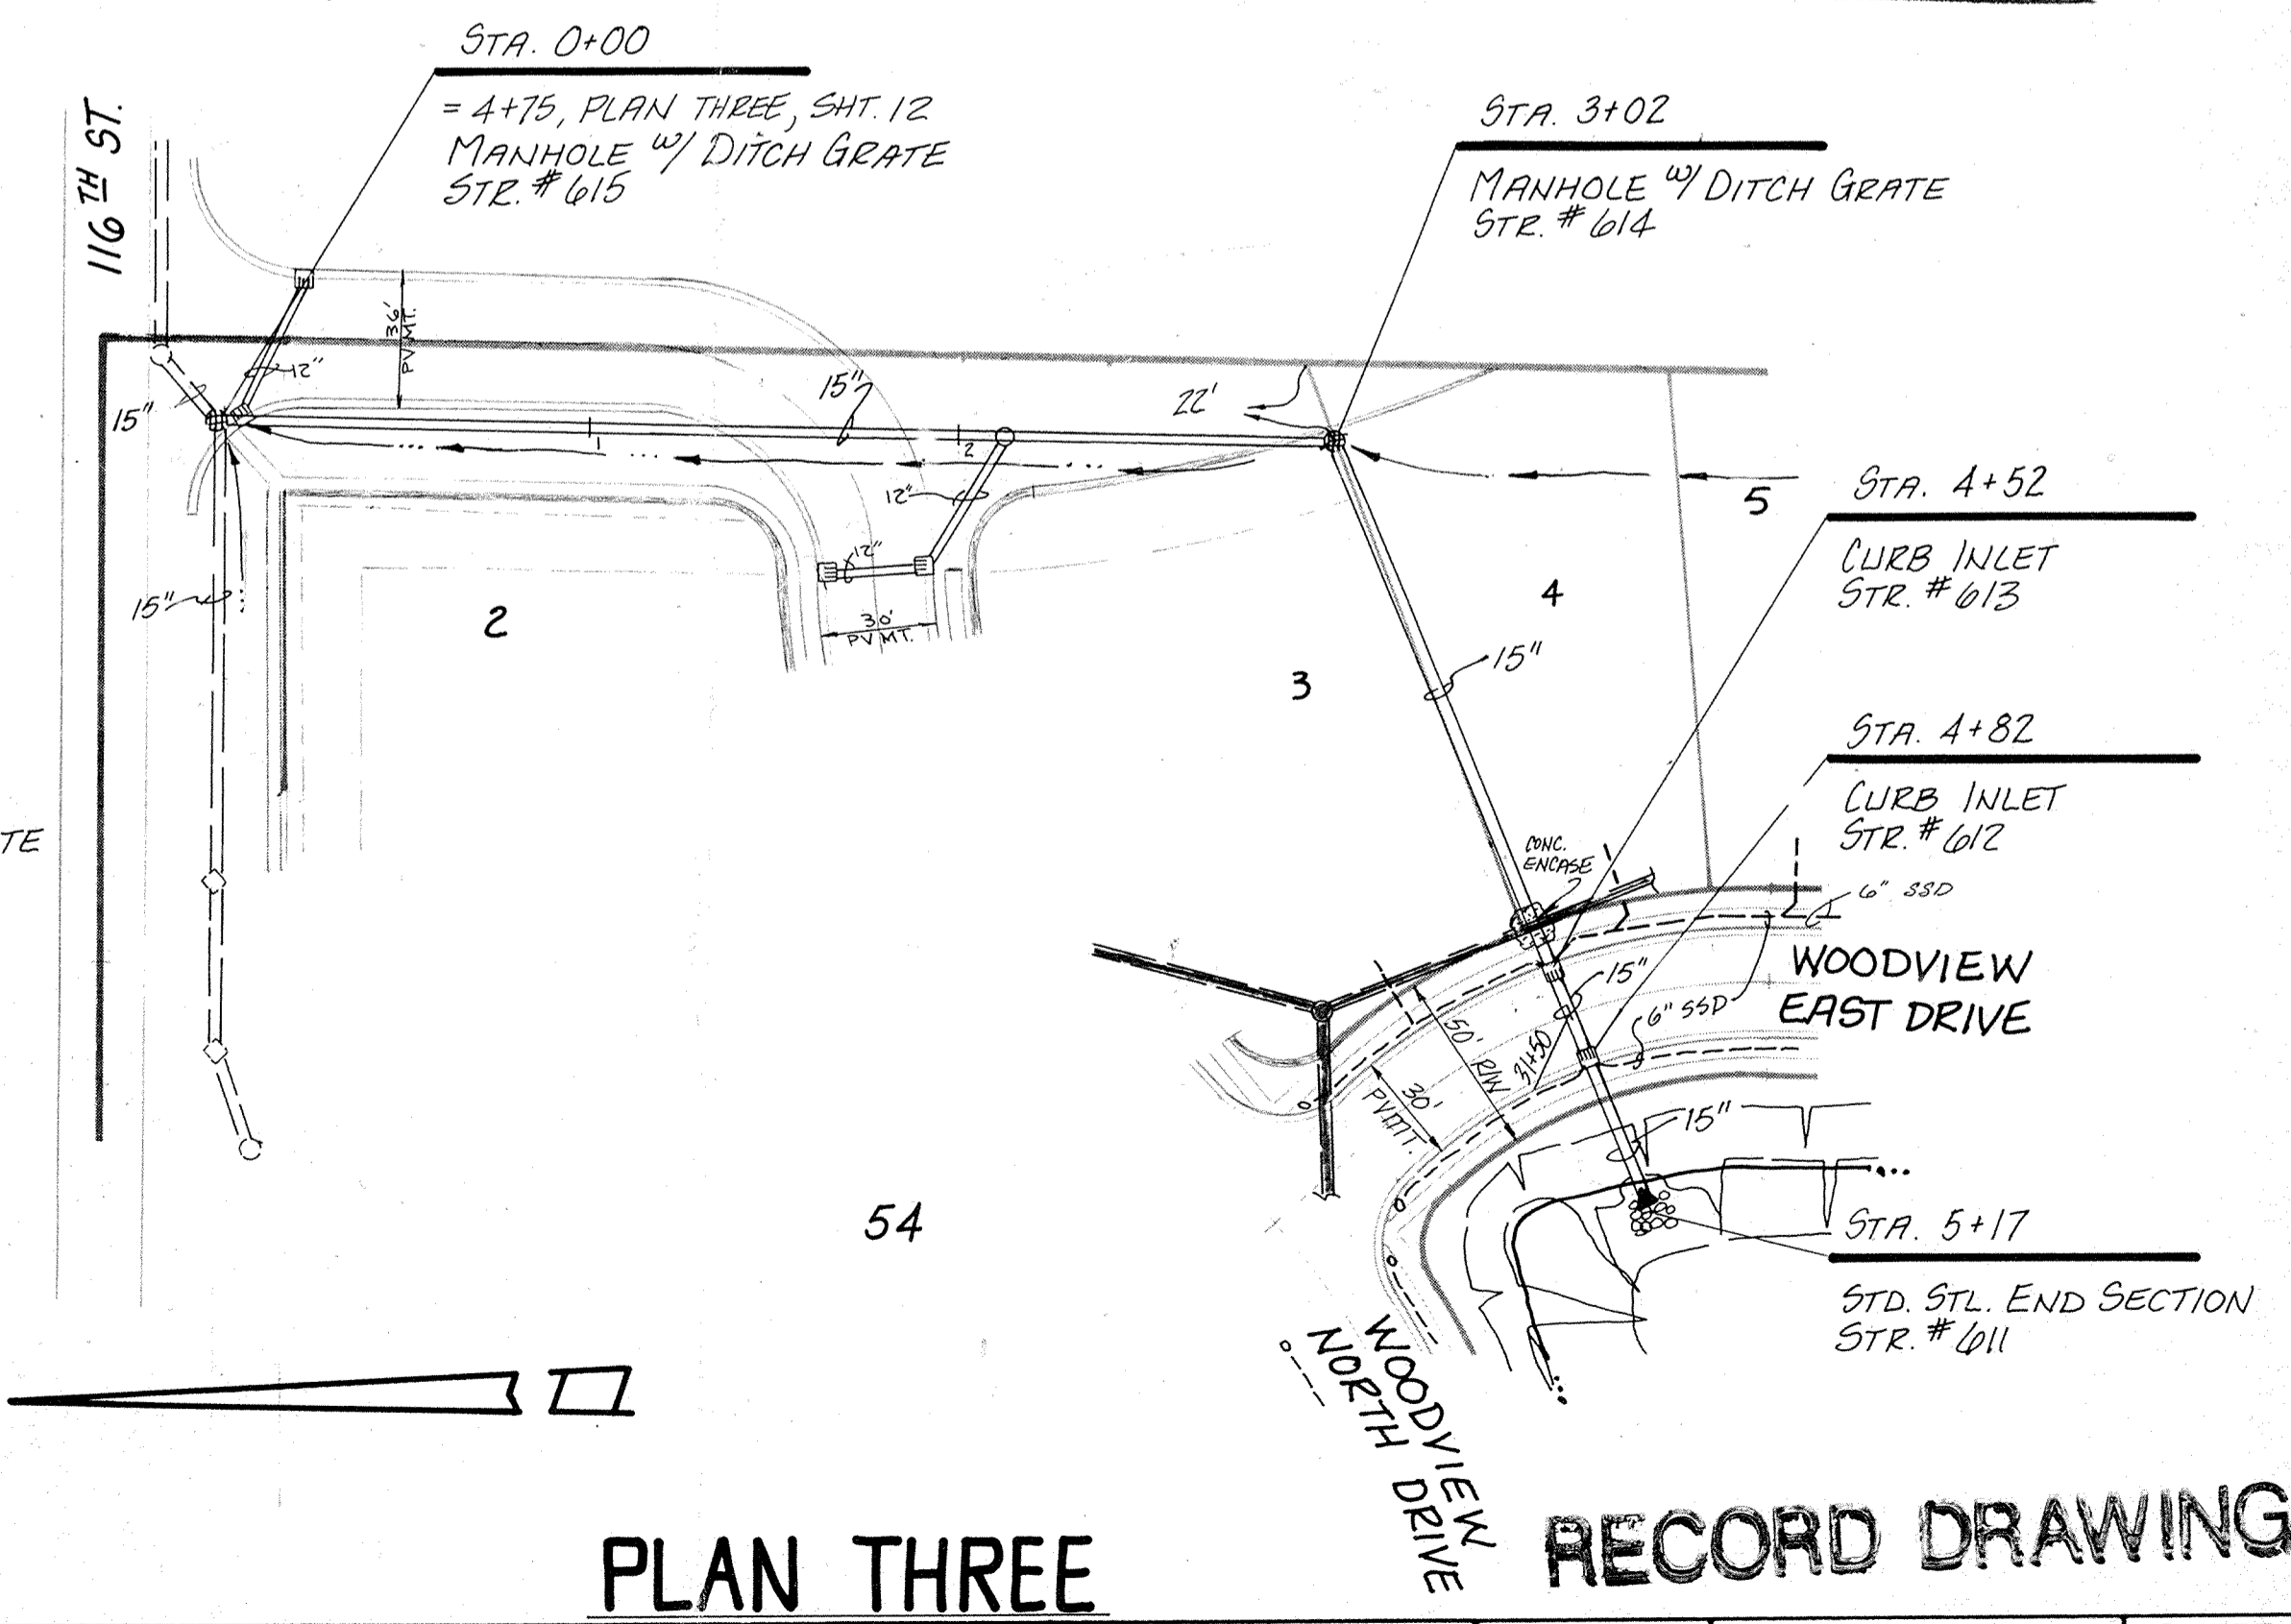 STA. 0+00
= 4+75, PLAN THREE, SHT. 12
MANHOLE W/ DITCH GRATE
STR. # 615
116TH ST.
STA. 3+02
MANHOLE W/ DITCH GRATE
STR. # 614
36'
PVMT.
12"
15"
15"
22'
1
2
12"
12"
30'
PVMT.
15"
2
3
4
5
STA. 4+52
CURB INLET
STR. # 613
15"
STA. 4+82
CURB INLET
STR. # 612
TE
CONC.
ENCASE
6" SSD
WOODVIEW
EAST DRIVE
15"
6" SSD
50' R/W
31+50
30'
PVMT.
15"
54
STA. 5+17
STD. STL. END SECTION
STR. # 611
WOODVIEW
NORTH DRIVE
PLAN THREE
RECORD DRAWING